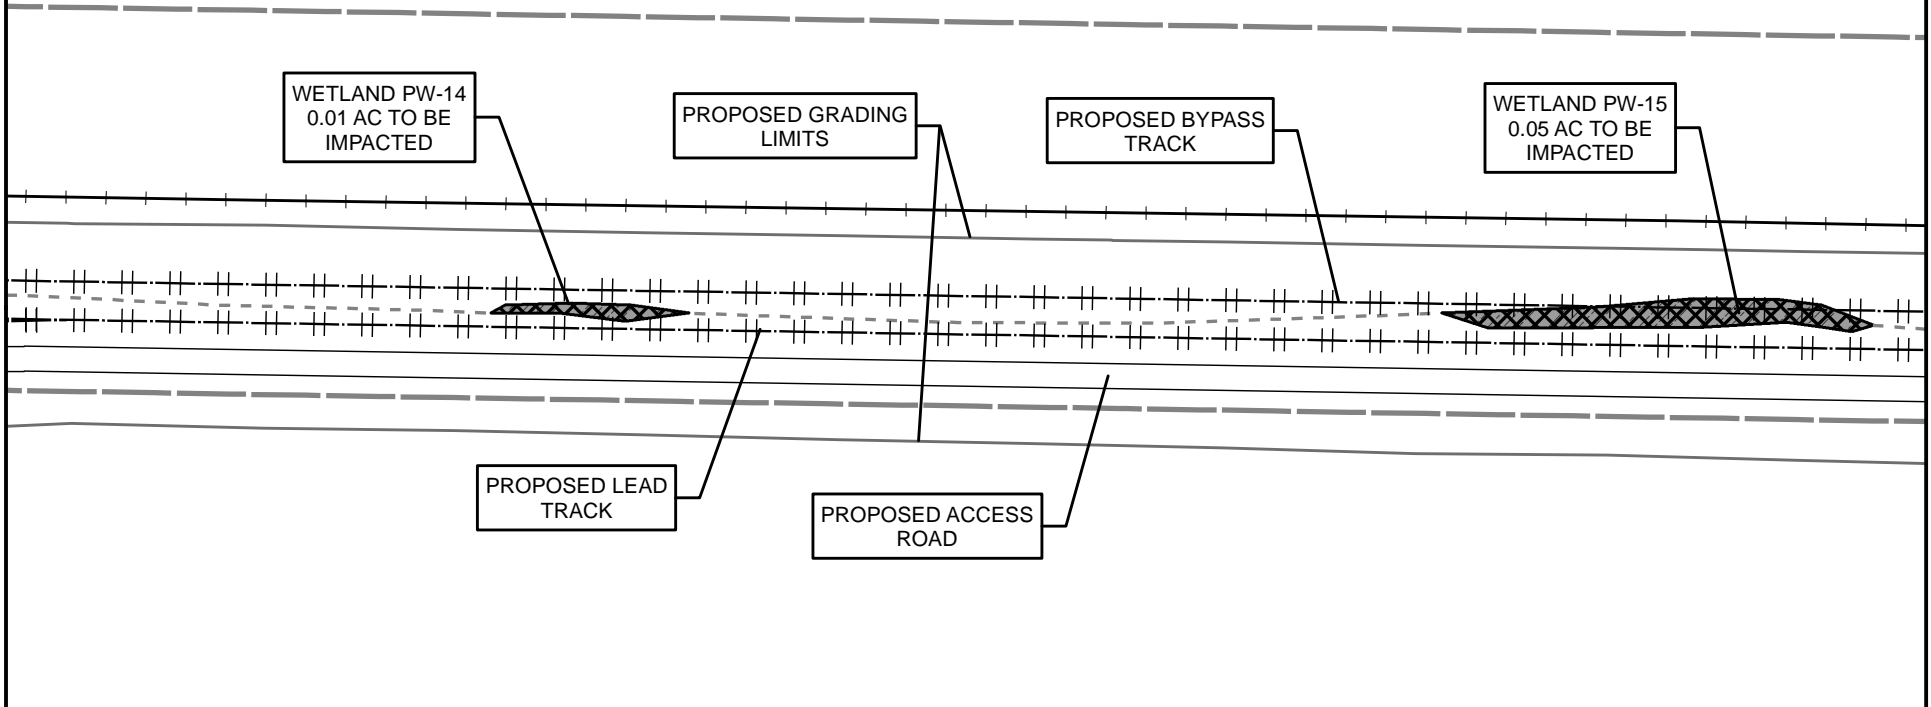 WETLAND PW-14
0.01 AC TO BE
IMPACTED
PROPOSED GRADING
LIMITS
PROPOSED BYPASS
TRACK
WETLAND PW-15
0.05 AC TO BE
IMPACTED
PROPOSED LEAD
TRACK
PROPOSED ACCESS
ROAD